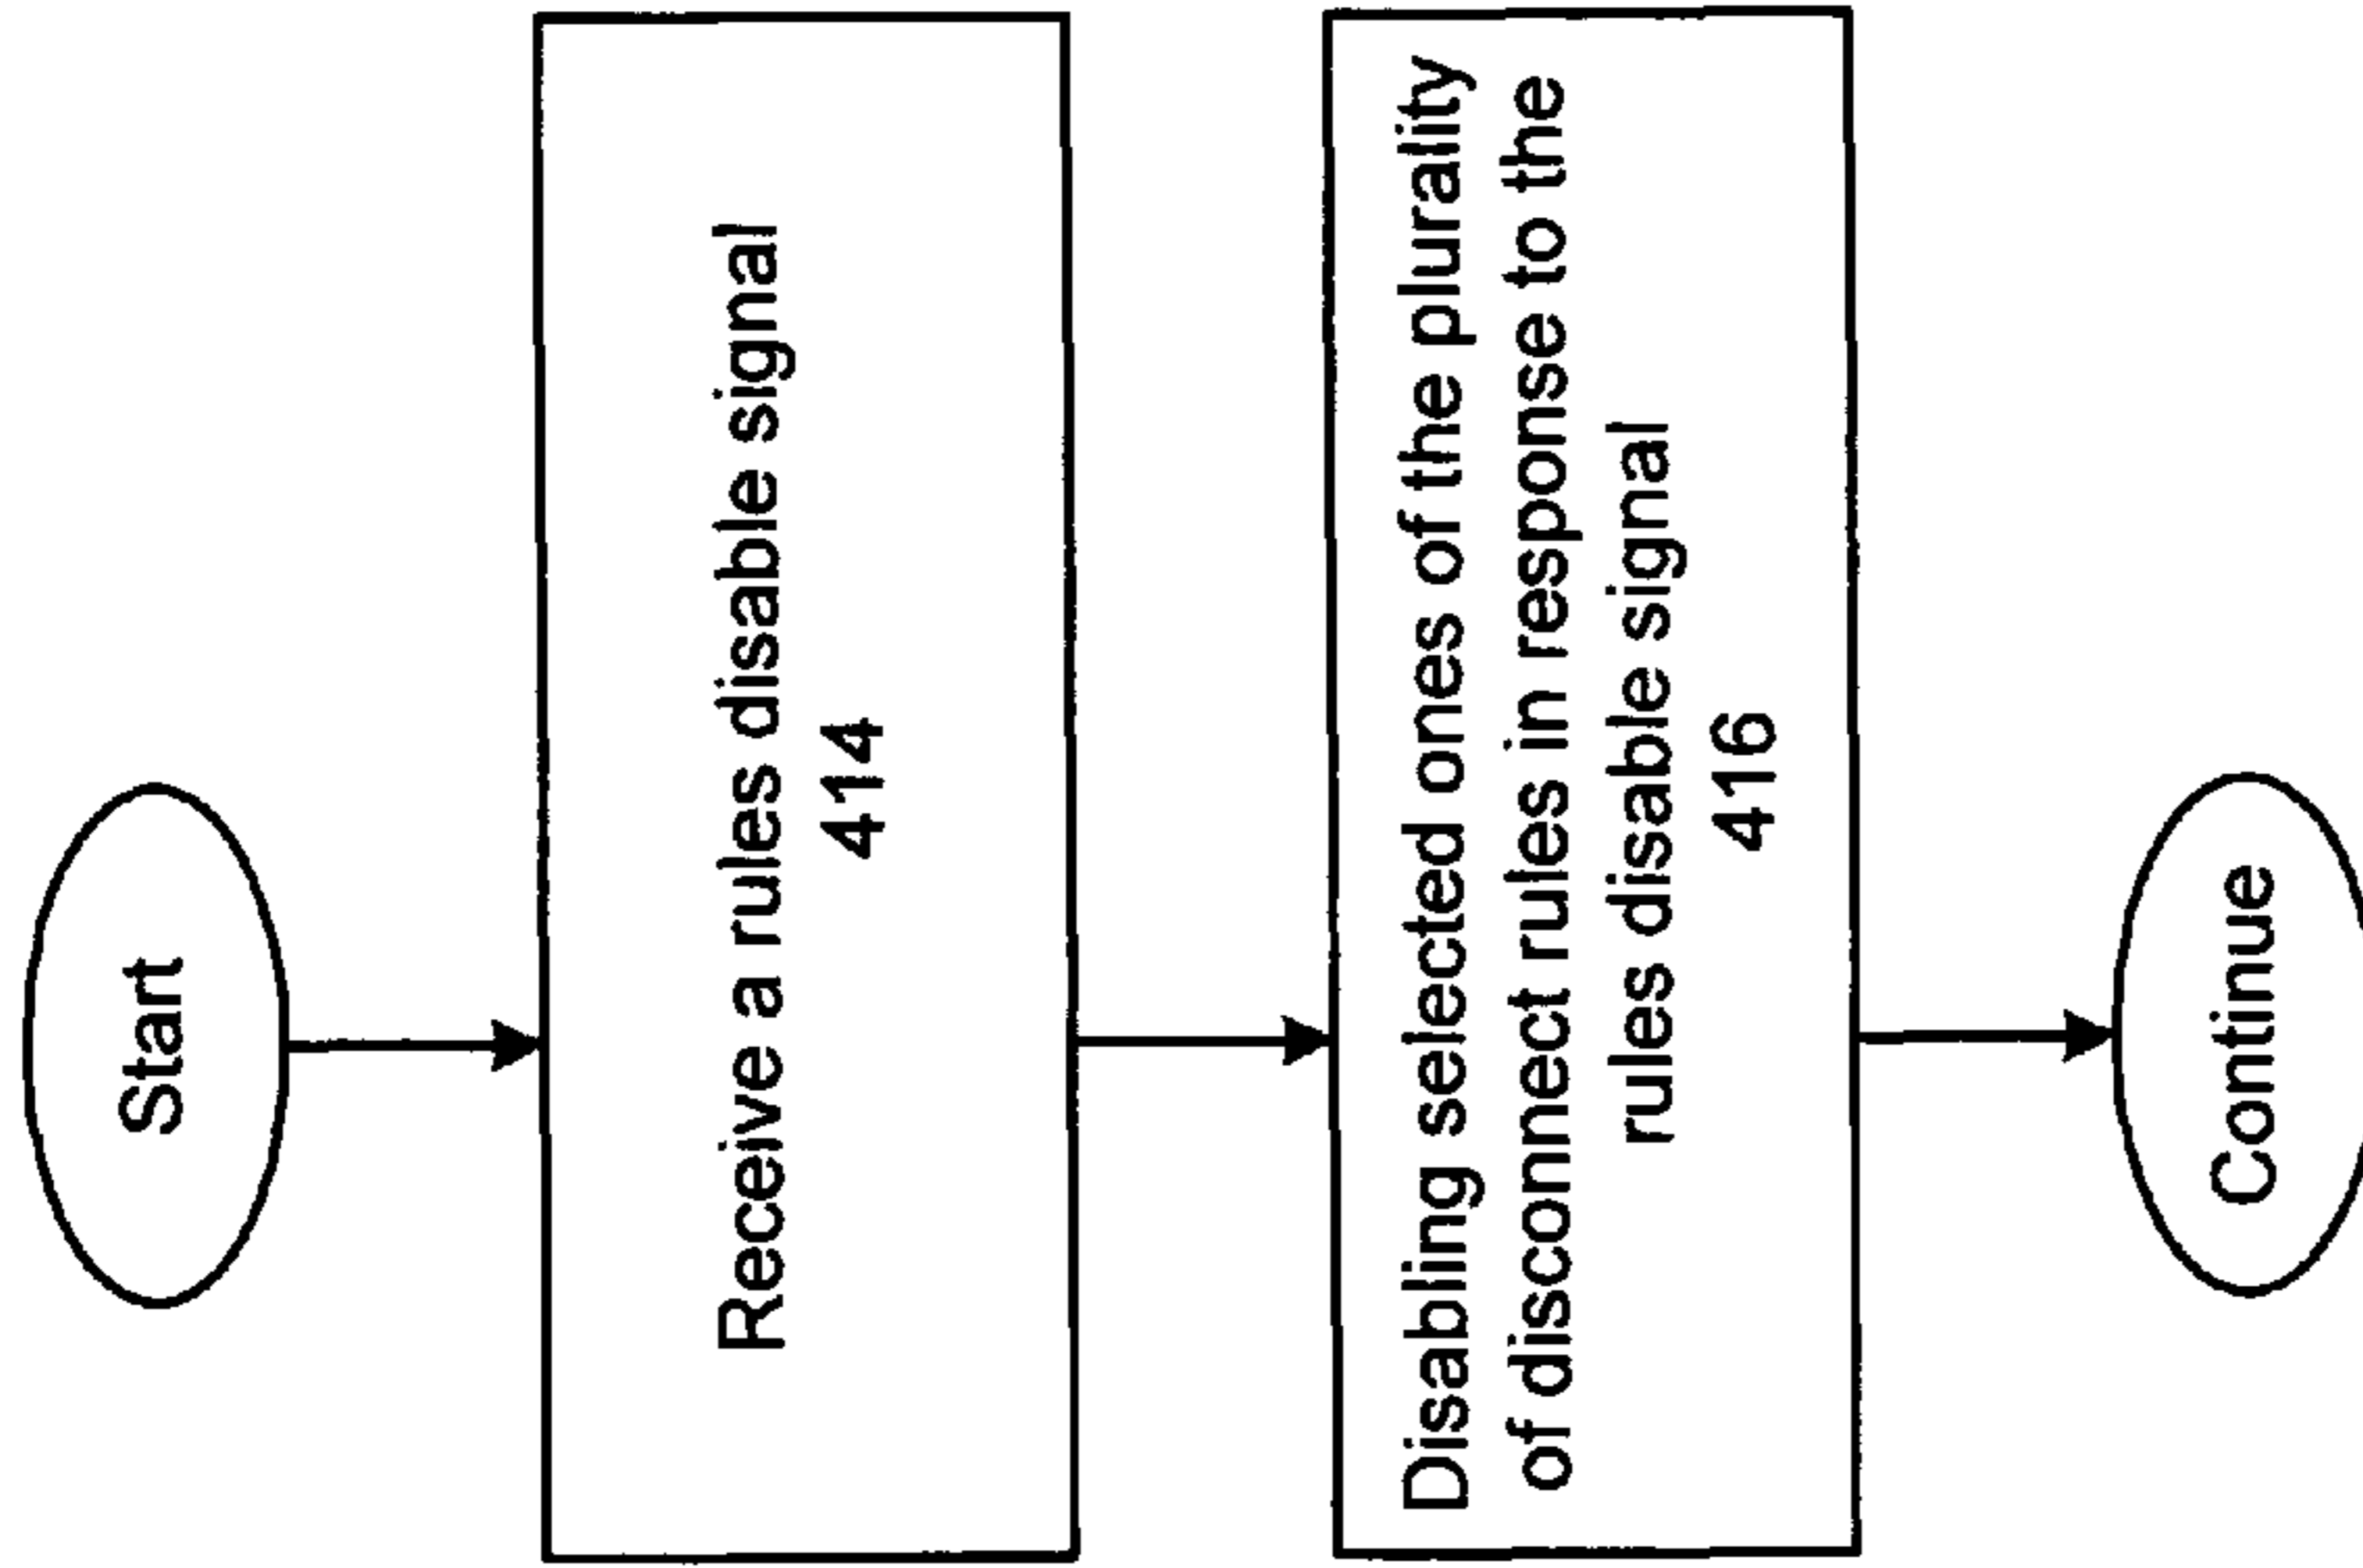 Start
Receive a rules disable signal
414
Disabling selected ones of the plurality
of disconnect rules in response to the
rules disable signal
416
Continue